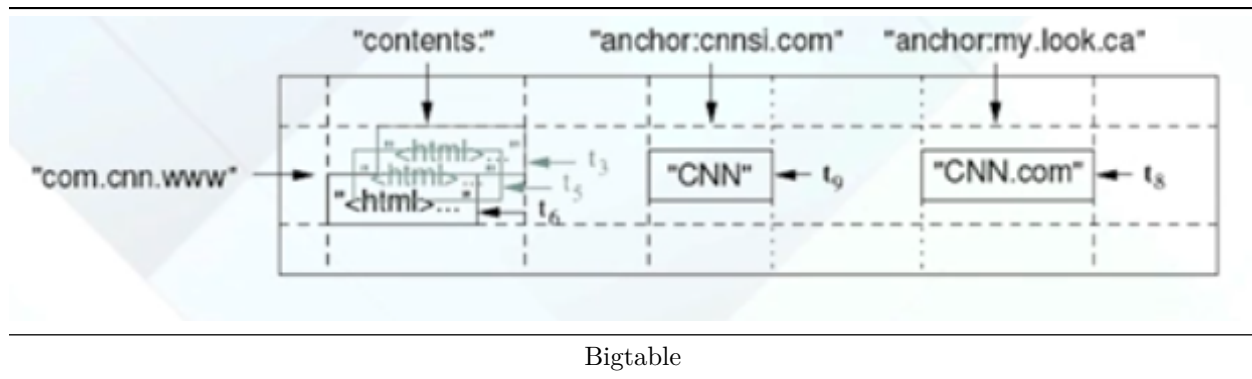 "contents:" "anchor:cnnsi.com" "anchor:my.look.ca"
"<html>..." t3
"com.cnn.www" "<html>..." t5 "CNN" t9 "CNN.com" t8
"<html>..." t6
Bigtable